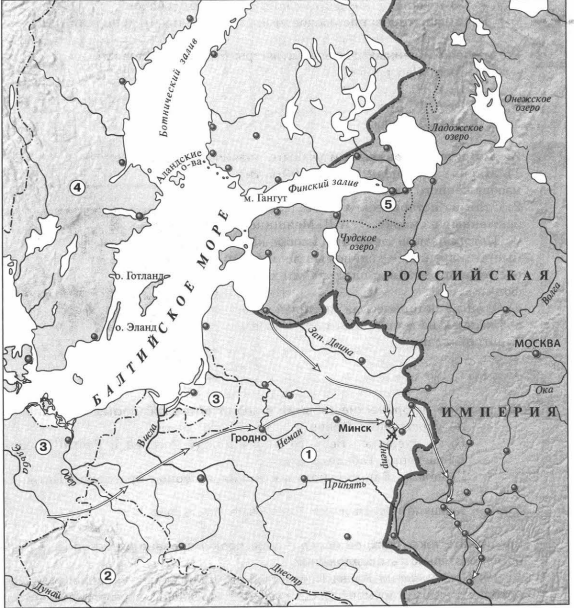 Ботнический залив
Онежское
озеро
Ладожское
озеро
Аландские
о-ва
④
м. Гангут
Финский залив
⑤
Чудское
озеро
о. Готланд
РОССИЙСКАЯ
БАЛТИЙСКОЕ МОРЕ
Волга
о. Эланд
Зап. Двина
МОСКВА
Ока
③
ИМПЕРИЯ
Висла
Гродно
Неман
Минск
③
Эльба
Одер
①
Днепр
Припять
②
Дунай
Днестр